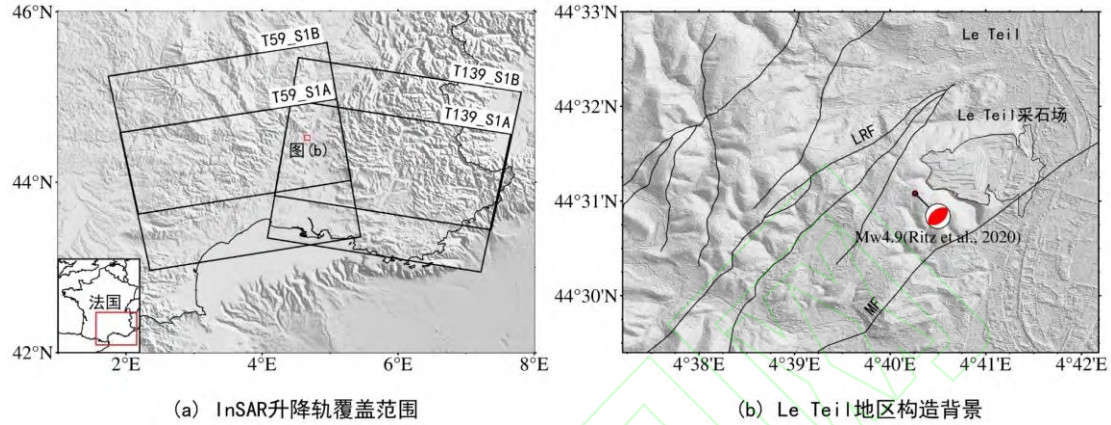 46°N
44°N
42°N
2°E
4°E
6°E
8°E
T59_S1B
T139_S1B
T59_S1A
T139_S1A
图(b)
法国
(a) InSAR升降轨覆盖范围
44°33′N
44°32′N
44°31′N
44°30′N
4°38′E
4°39′E
4°40′E
4°41′E
4°42′E
Le Teil
Le Teil采石场
LRF
Mw4.9(Ritz et al., 2020)
MF
(b) Le Teil地区构造背景